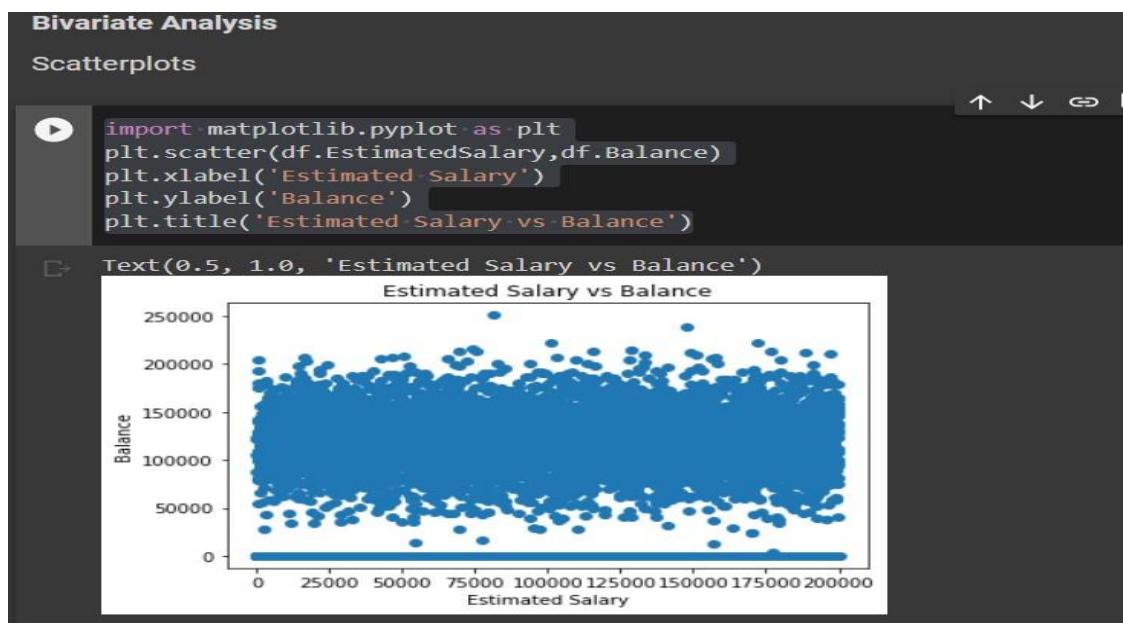 Bivariate Analysis
Scatterplots
import matplotlib.pyplot as plt
plt.scatter(df.EstimatedSalary,df.Balance)
plt.xlabel('Estimated Salary')
plt.ylabel('Balance')
plt.title('Estimated Salary vs Balance')
Text(0.5, 1.0, 'Estimated Salary vs Balance')
Estimated Salary vs Balance
250000
200000
150000
100000
50000
0
Balance
0 25000 50000 75000 100000 125000 150000 175000 200000
Estimated Salary